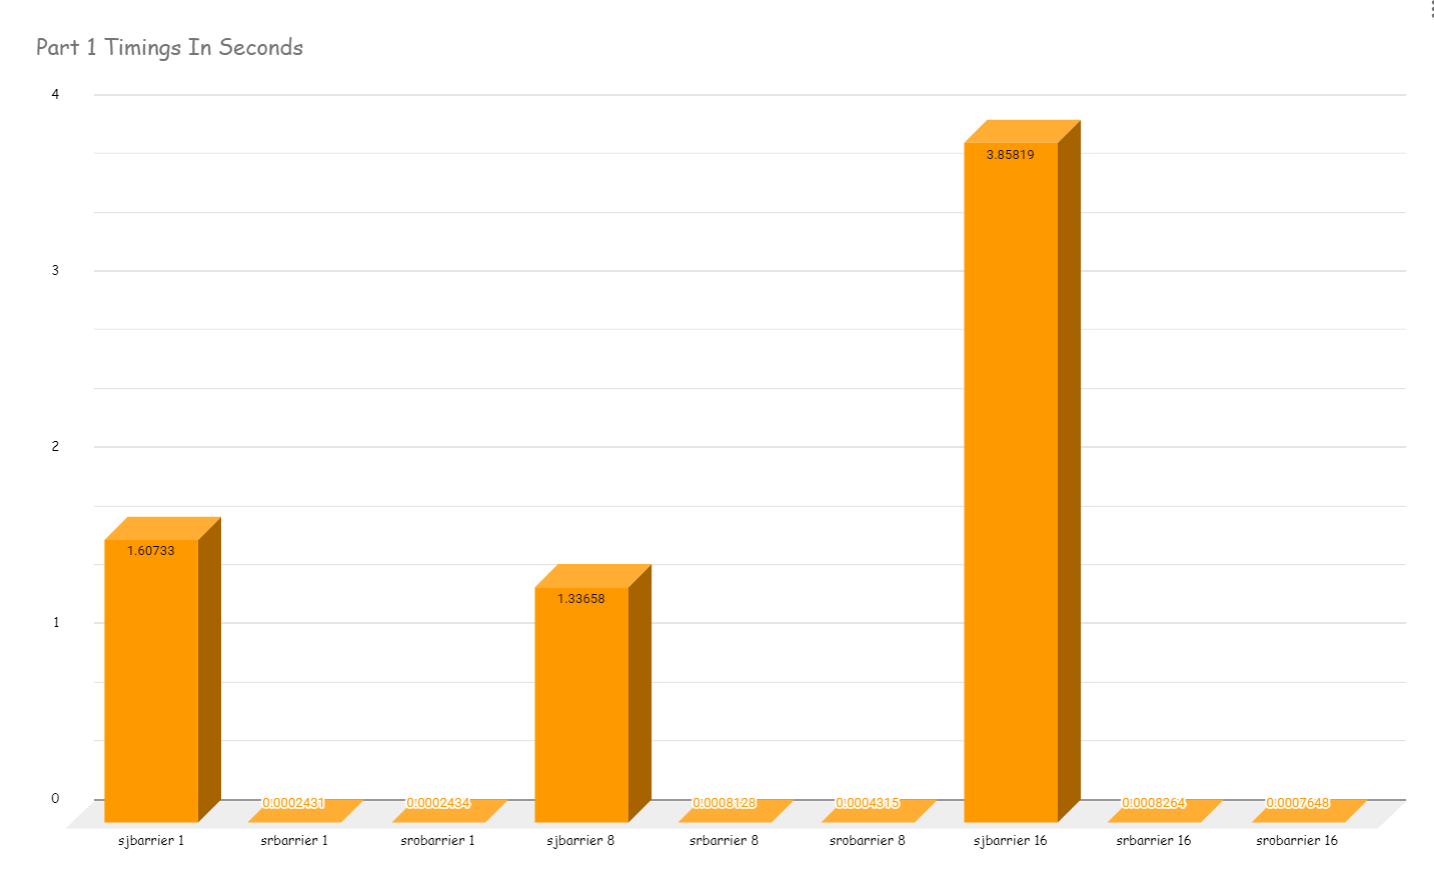 Part 1 Timings In Seconds
4
3
2
1
0
3.85819
1.60733
1.33658
0.0002431
0.0002434
0.0008128
0.0004315
0.0008264
0.0007648
sjbarrier 1
srbarrier 1
srobarrier 1
sjbarrier 8
srbarrier 8
srobarrier 8
sjbarrier 16
srbarrier 16
srobarrier 16